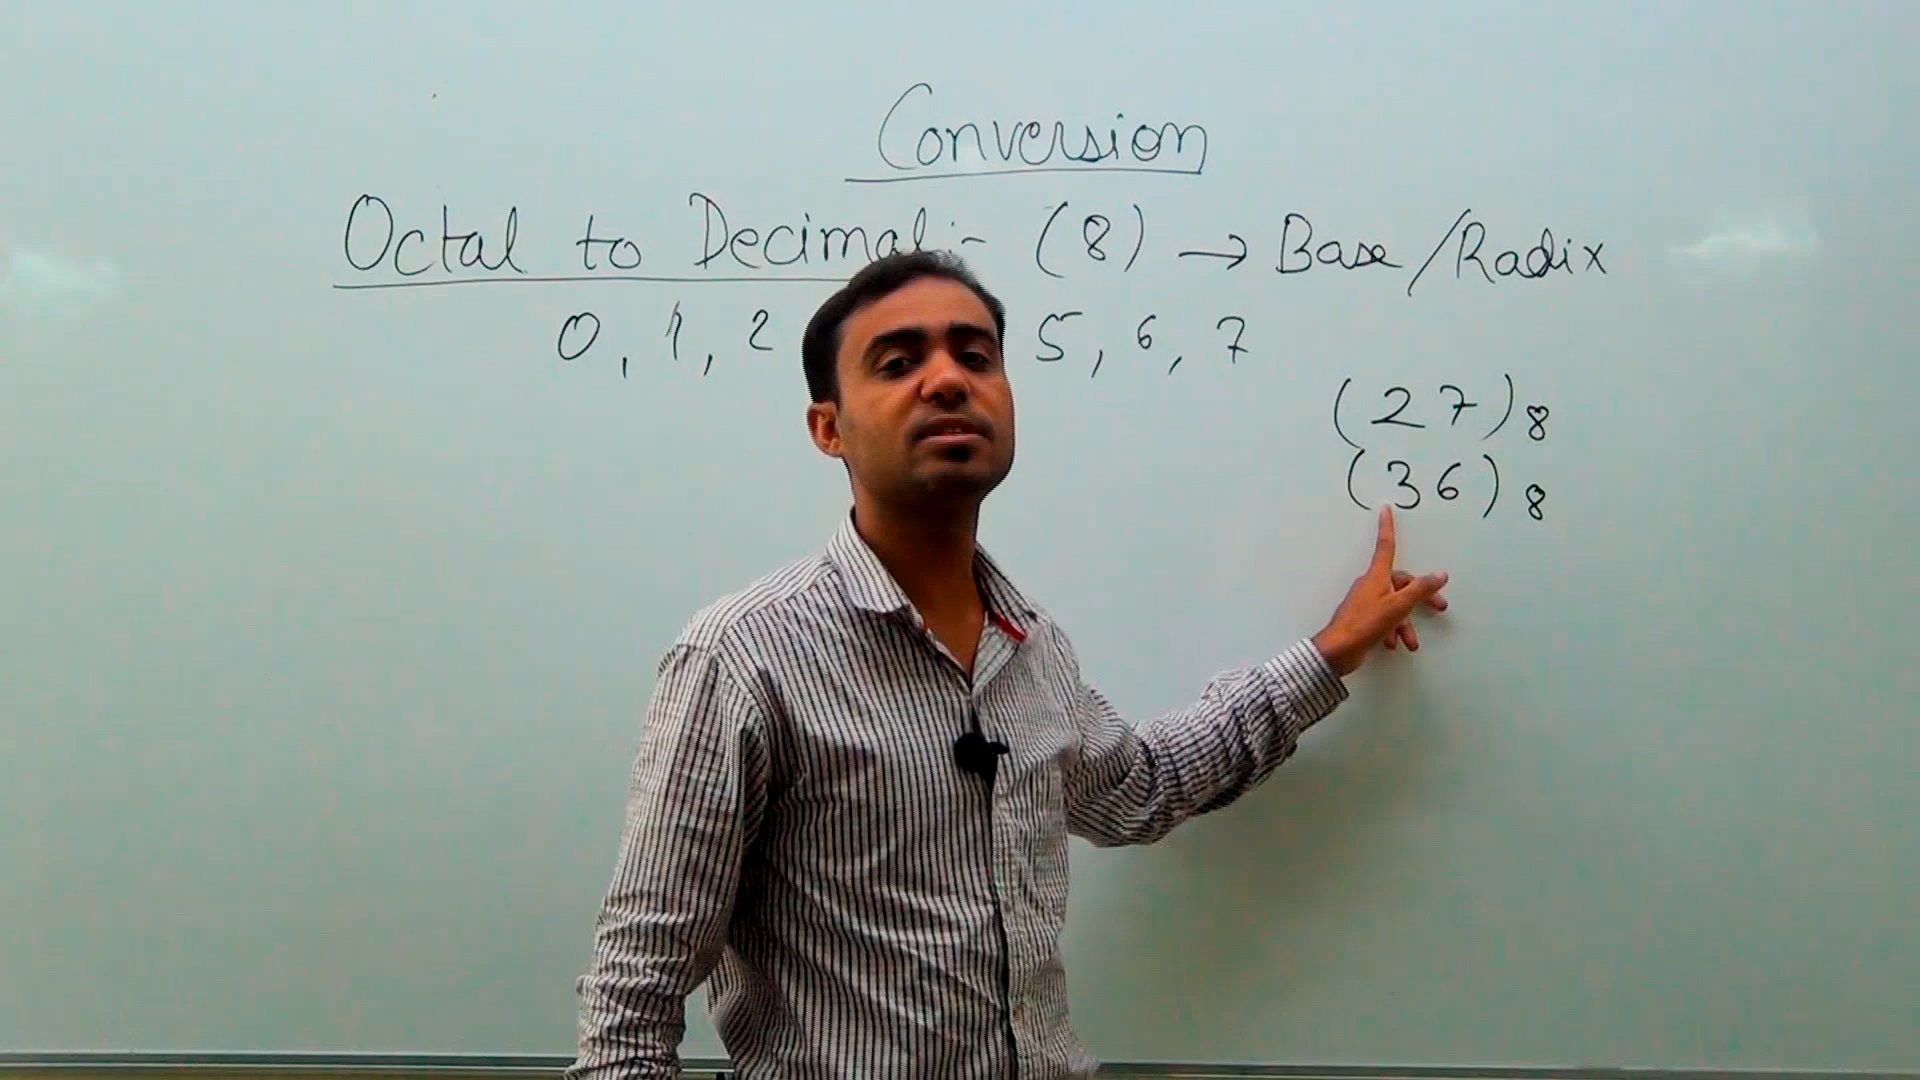 Conversion
Octal to Decimal:- (8) → Base/Radix
0, 1, 2 5, 6, 7
(27)8
(36)8